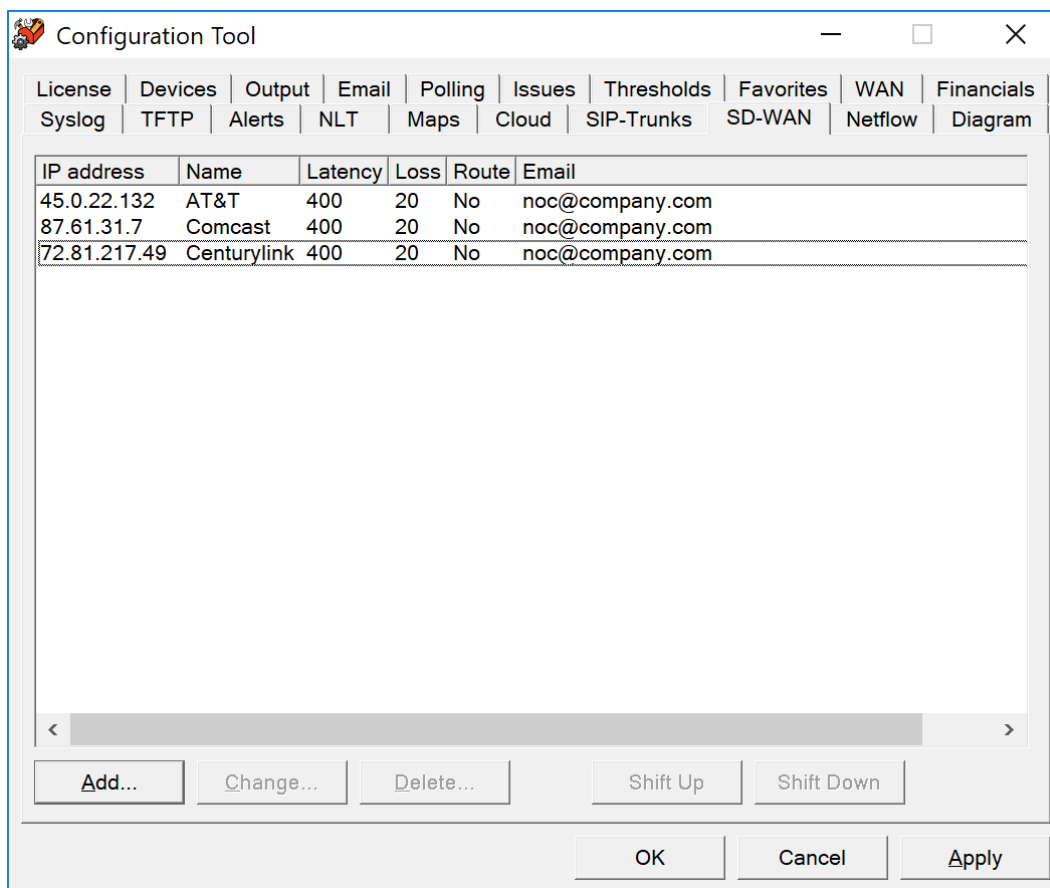 Configuration Tool
License Devices Output Email Polling Issues Thresholds Favorites WAN Financials
Syslog TFTP Alerts NLT Maps Cloud SIP-Trunks SD-WAN Netflow Diagram
IP address Name Latency Loss Route Email
45.0.22.132 AT&T 400 20 No noc@company.com
87.61.31.7 Comcast 400 20 No noc@company.com
72.81.217.49 Centurylink 400 20 No noc@company.com
Add... Change... Delete... Shift Up Shift Down
OK Cancel Apply